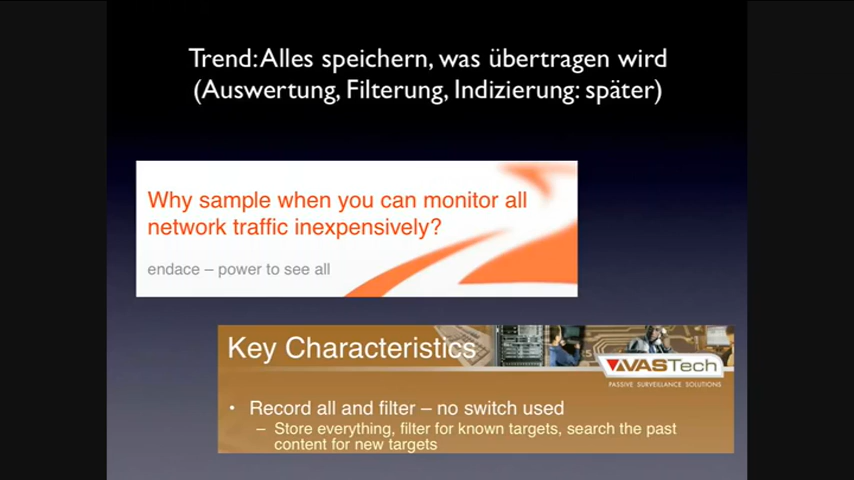 Trend: Alles speichern, was übertragen wird
(Auswertung, Filterung, Indizierung: später)
Why sample when you can monitor all
network traffic inexpensively?
endace – power to see all
Key Characteristics
VASTech
PASSIVE SURVEILLANCE SOLUTIONS
• Record all and filter – no switch used
– Store everything, filter for known targets, search the past
content for new targets